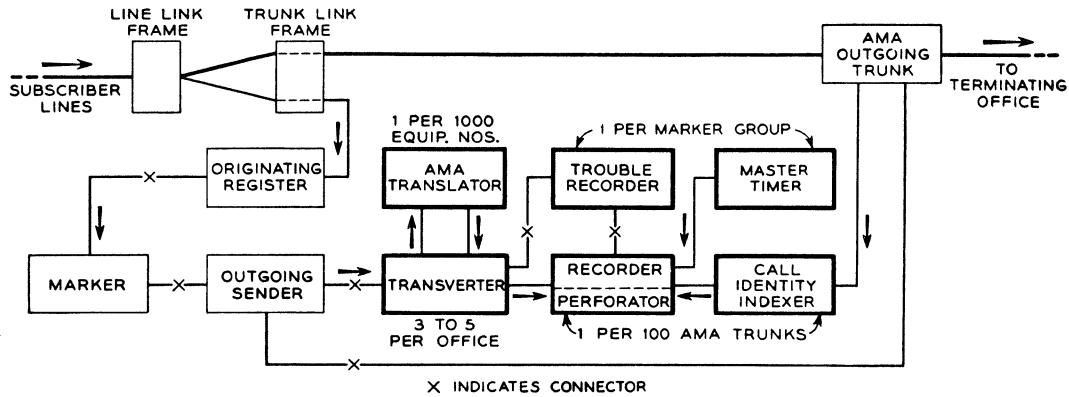 LINE LINK
FRAME
TRUNK LINK
FRAME
SUBSCRIBER
LINES
AMA
OUTGOING
TRUNK
TO
TERMINATING
OFFICE
1 PER 1000
EQUIP. NOS.
1 PER MARKER GROUP
ORIGINATING
REGISTER
AMA
TRANSLATOR
TROUBLE
RECORDER
MASTER
TIMER
MARKER
OUTGOING
SENDER
TRANSVERTER
RECORDER
PERFORATOR
CALL
IDENTITY
INDEXER
3 TO 5
PER OFFICE
1 PER 100 AMA TRUNKS
X INDICATES CONNECTOR